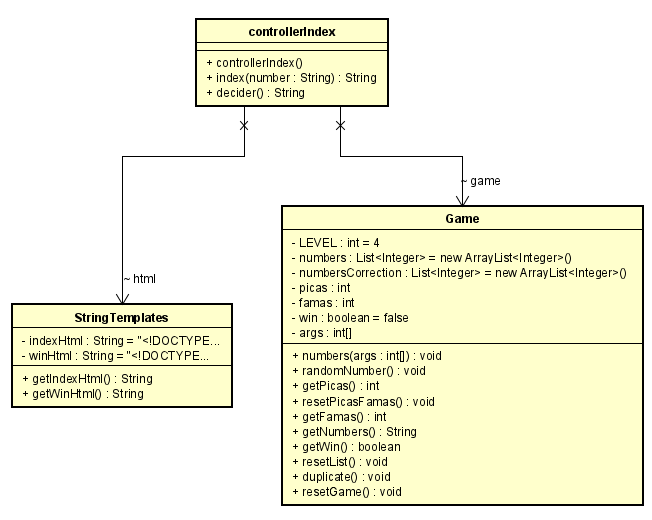 controllerIndex
+ controllerIndex()
+ index(number : String) : String
+ decider() : String
~ game
~ html
Game
- LEVEL : int = 4
- numbers : List<Integer> = new ArrayList<Integer>()
- numbersCorrection : List<Integer> = new ArrayList<Integer>()
- picas : int
- famas : int
- win : boolean = false
- args : int[]
+ numbers(args : int[]) : void
+ randomNumber() : void
+ getPicas() : int
+ resetPicasFamas() : void
+ getFamas() : int
+ getNumbers() : String
+ getWin() : boolean
+ resetList() : void
+ duplicate() : void
+ resetGame() : void
StringTemplates
- indexHtml : String = "<!DOCTYPE...
- winHtml : String = "<!DOCTYPE...
+ getIndexHtml() : String
+ getWinHtml() : String